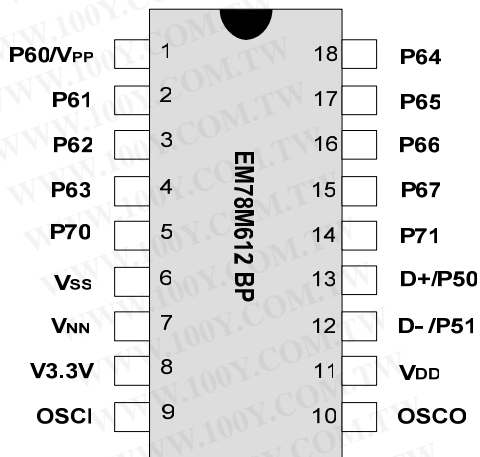 P60/VPP 1 18 P64
P61 2 17 P65
P62 3 16 P66
P63 4 15 P67
P70 5 14 P71
VSS 6 13 D+/P50
VNN 7 12 D- /P51
V3.3V 8 11 VDD
OSCI 9 10 OSCO
EM78M612 BP
WWW.100Y.COM.TW